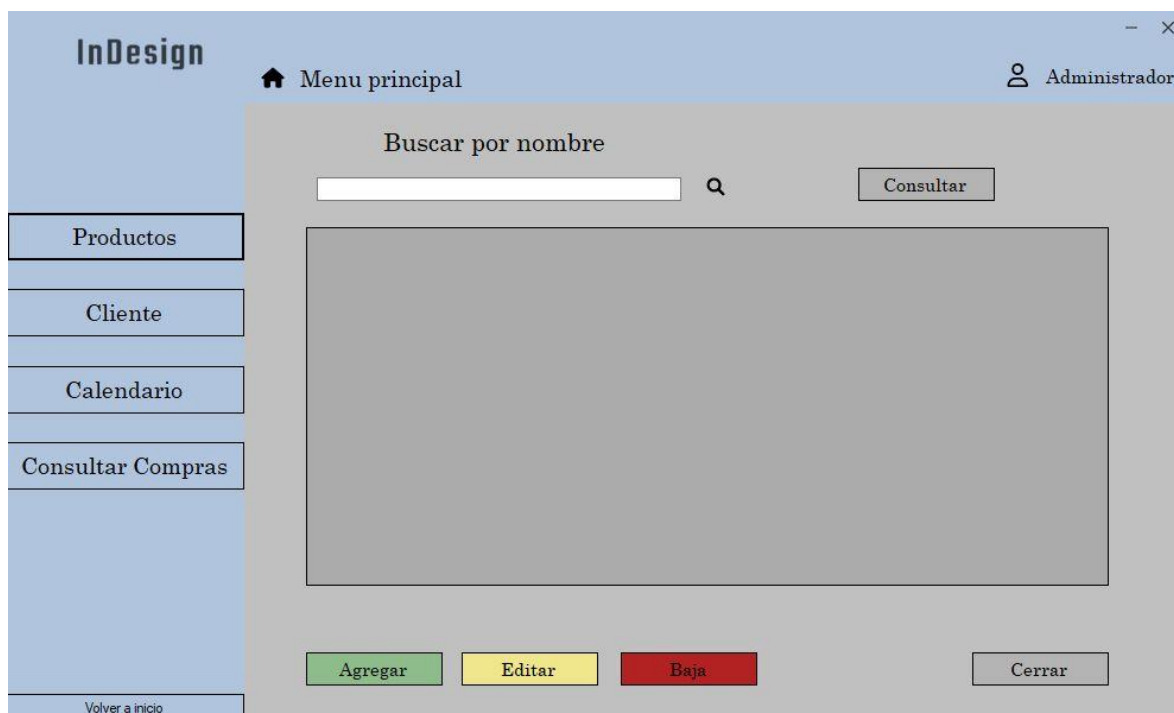 InDesign
Menu principal
Administrador
Buscar por nombre
Consultar
Productos
Cliente
Calendario
Consultar Compras
Agregar
Editar
Baja
Cerrar
Volver a inicio